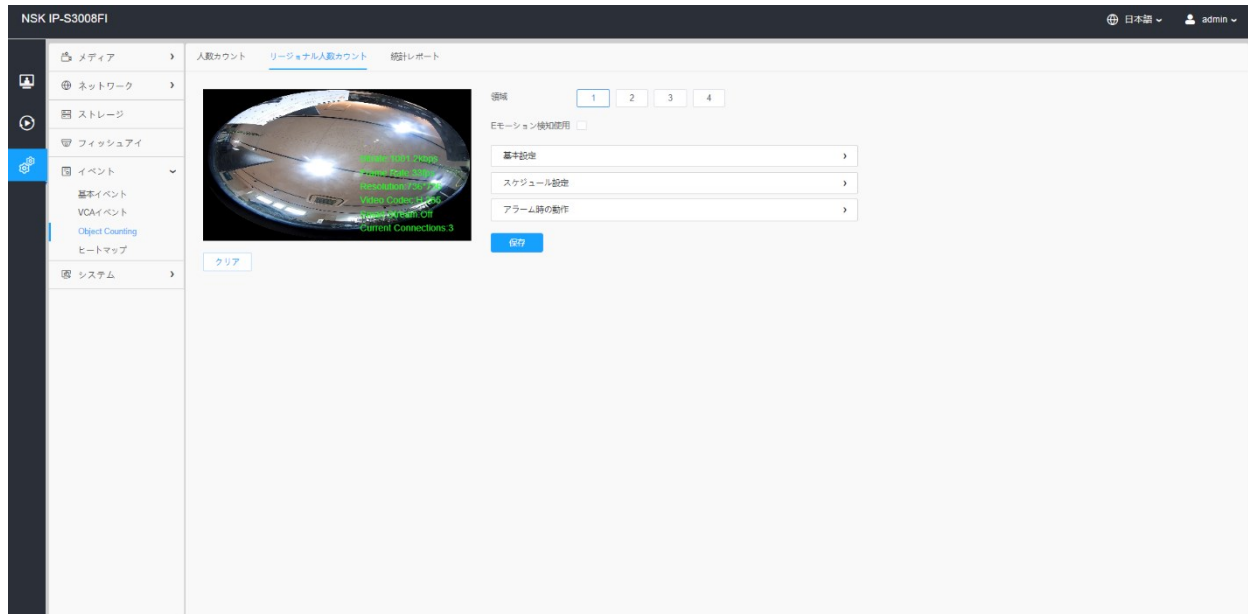 NSK IP-S3008FI
日本語
admin
メディア
ネットワーク
ストレージ
フィッシュアイ
イベント
基本イベント
VCAイベント
Object Counting
ヒートマップ
システム
人数カウント リージョナル人数カウント 統計レポート
1001.2kbps
Frame Rate
Video Codec
Stream:Off
Current Connections:3
クリア
領域 1 2 3 4
Eモーション検知使用
基本設定
スケジュール設定
アラーム時の動作
保存